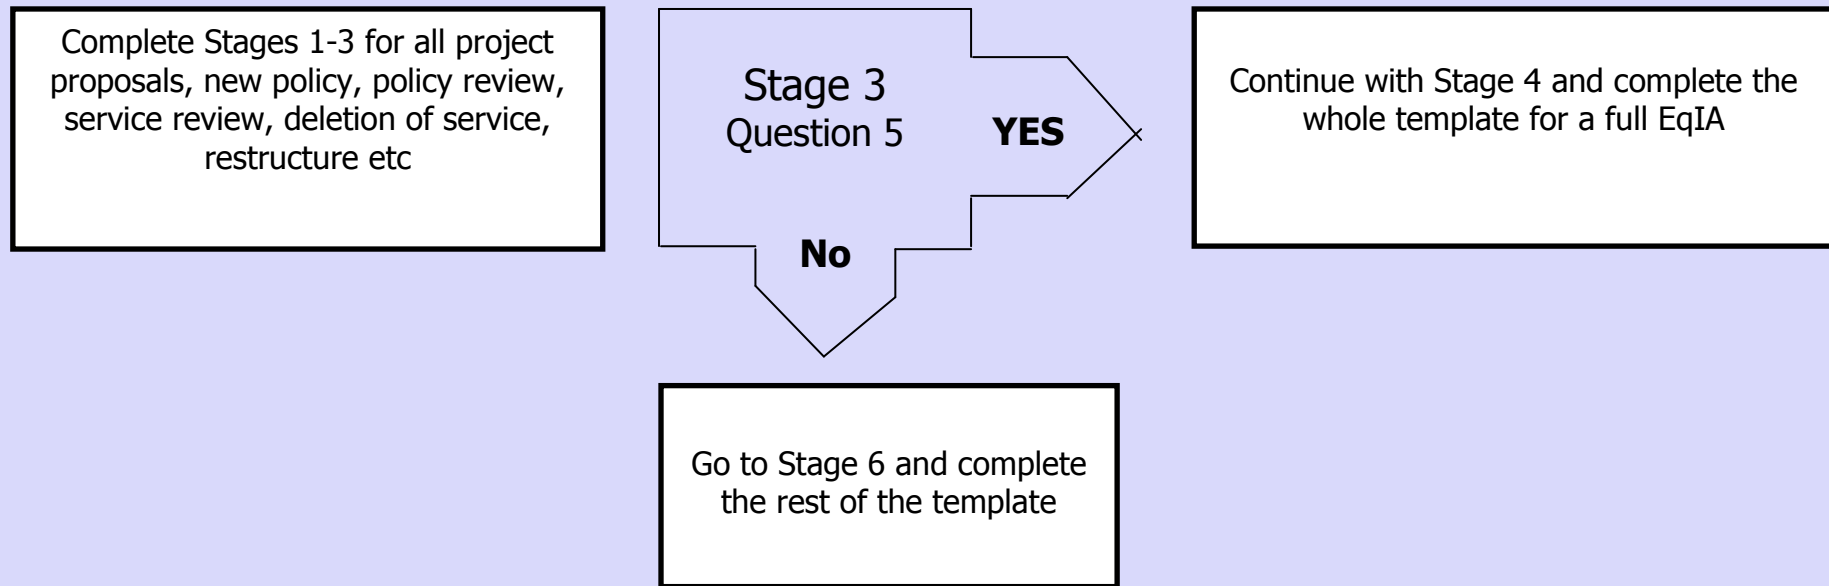 Complete Stages 1-3 for all project
proposals, new policy, policy review,
service review, deletion of service,
restructure etc
Stage 3
Question 5
YES
No
Continue with Stage 4 and complete the
whole template for a full EqIA
Go to Stage 6 and complete
the rest of the template